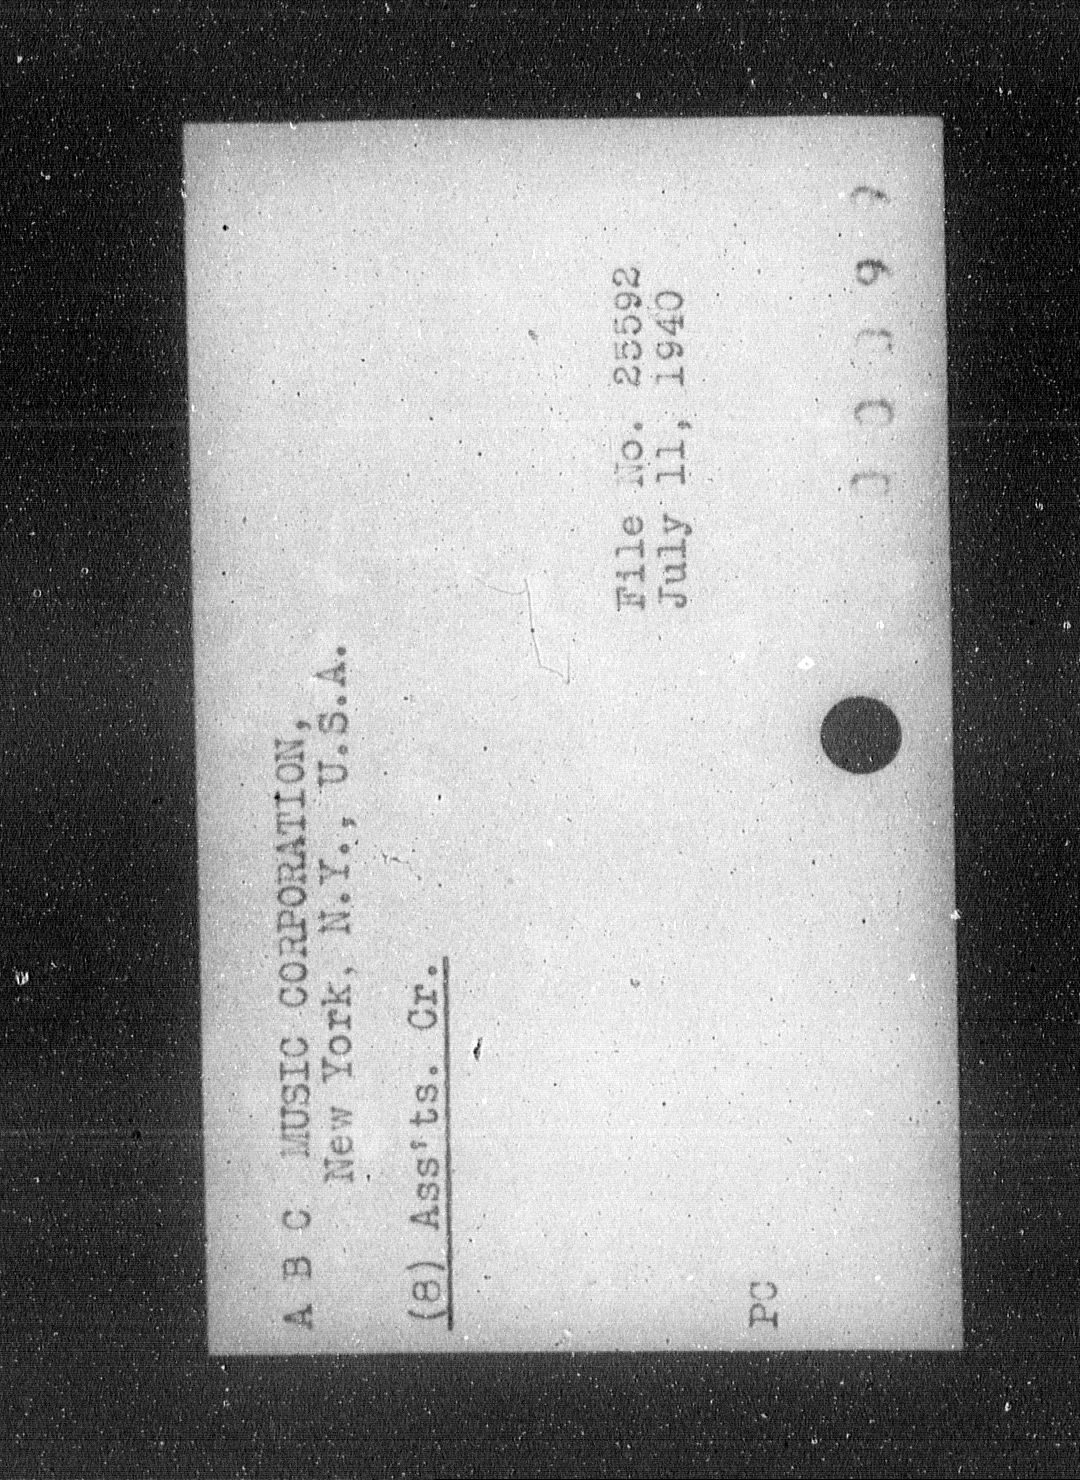 A B C MUSIC CORPORATION,
New York, N.Y., U.S.A.
(8) Ass'ts. Cr.
File No. 25592
July 11, 1940
PC